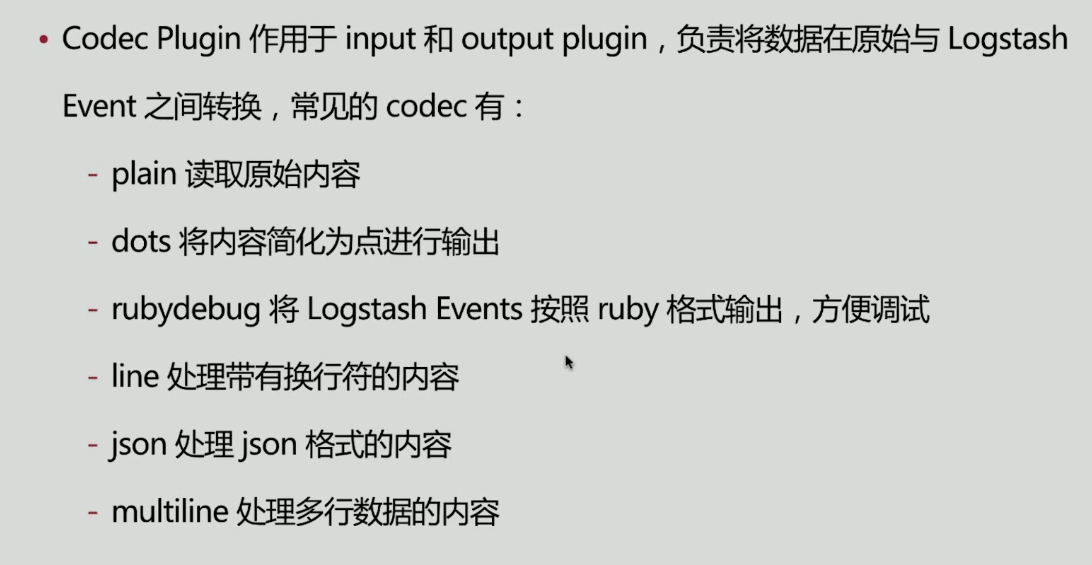 • Codec Plugin 作用于 input 和 output plugin，负责将数据在原始与 Logstash
Event 之间转换，常见的 codec 有：
- plain 读取原始内容
- dots 将内容简化为点进行输出
- rubydebug 将 Logstash Events 按照 ruby 格式输出，方便调试
- line 处理带有换行符的内容
- json 处理 json 格式的内容
- multiline 处理多行数据的内容